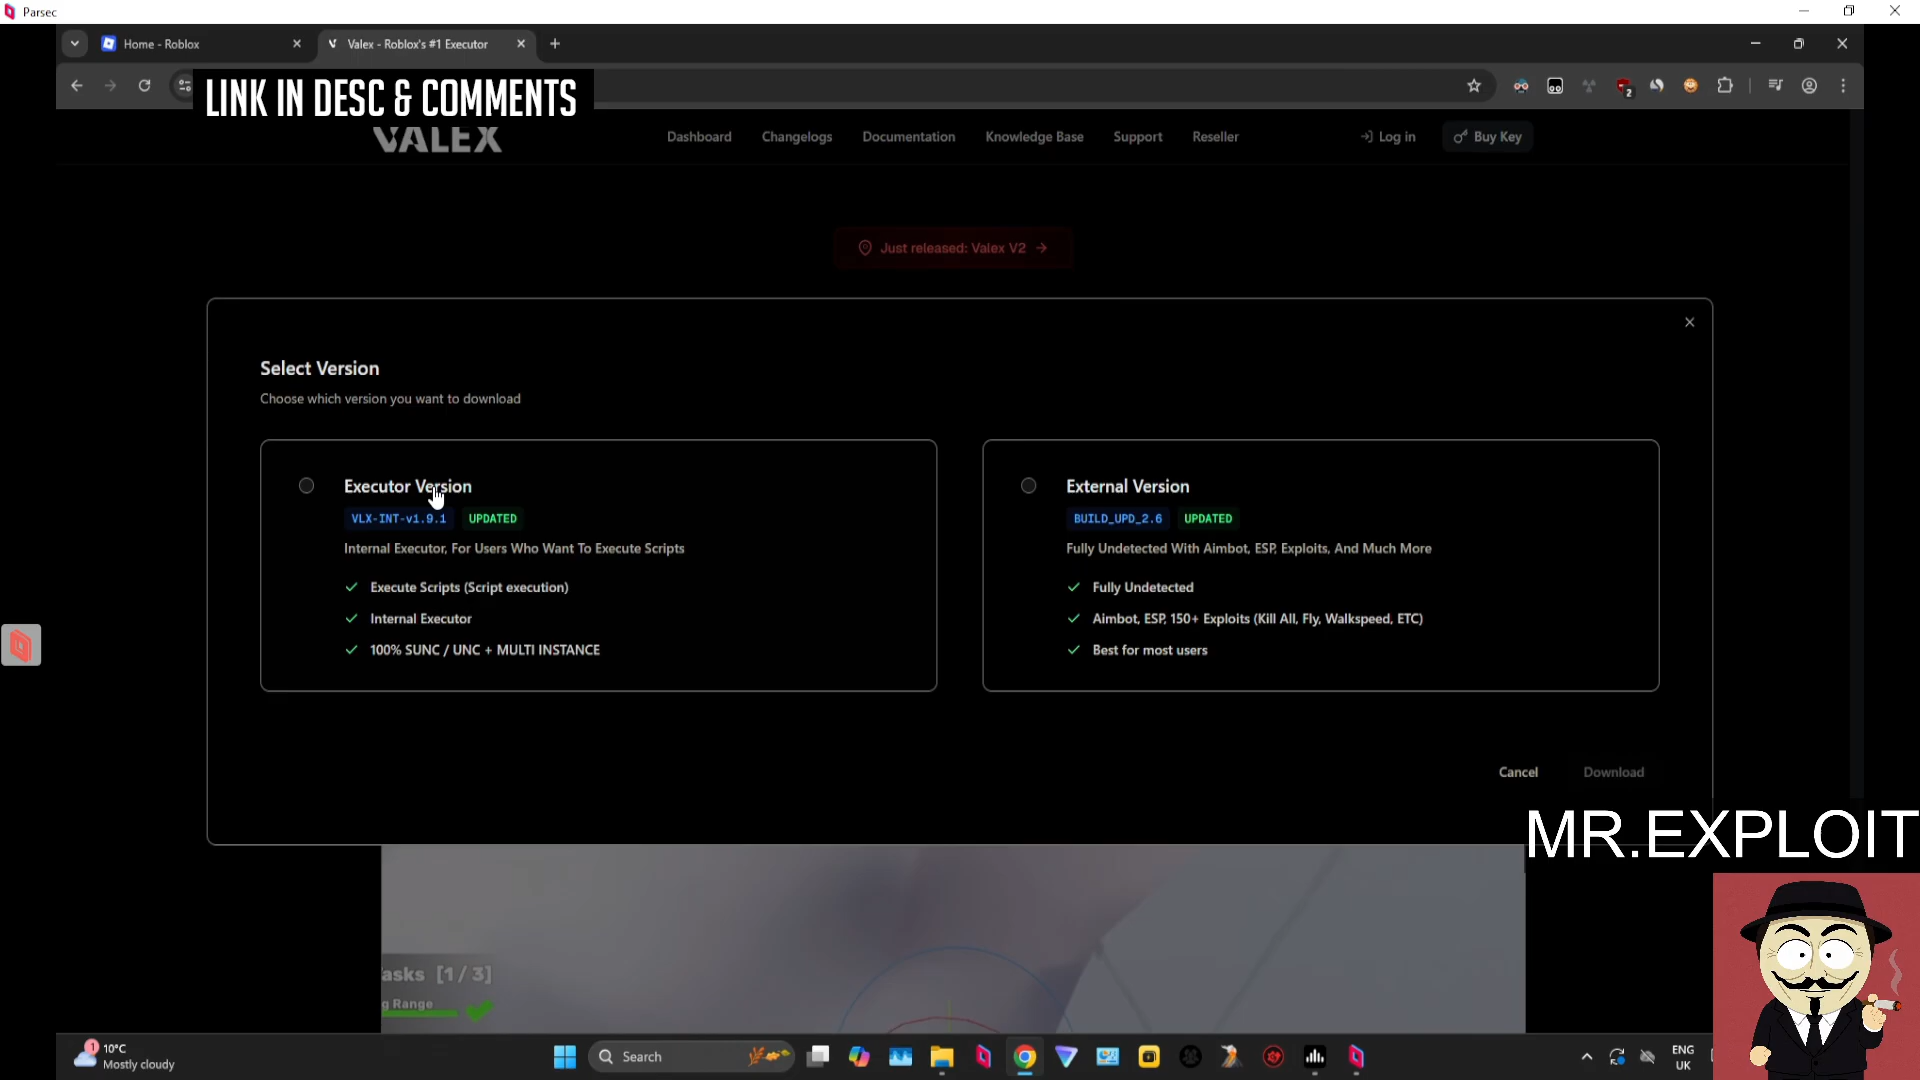 Parsec
Home - Roblox
Valex - Roblox's #1 Executor
LINK IN DESC & COMMENTS
2
VALEX
Dashboard
Changelogs
Documentation
Knowledge Base
Support
Reseller
Log in
Buy Key
Just released: Valex V2
Select Version
Choose which version you want to download
Executor Version
VLX-INT-v1.9.1 UPDATED
Internal Executor, For Users Who Want To Execute Scripts
Execute Scripts (Script execution)
Internal Executor
100% SUNC / UNC + MULTI INSTANCE
External Version
BUILD_UPD_2.6 UPDATED
Fully Undetected With Aimbot, ESP, Exploits, And Much More
Fully Undetected
Aimbot, ESP, 150+ Exploits (Kill All, Fly, Walkspeed, ETC)
Best for most users
Cancel
Download
MR.EXPLOIT
asks [1/3]
g Range
1
10°C
Mostly cloudy
Search
ENG
UK